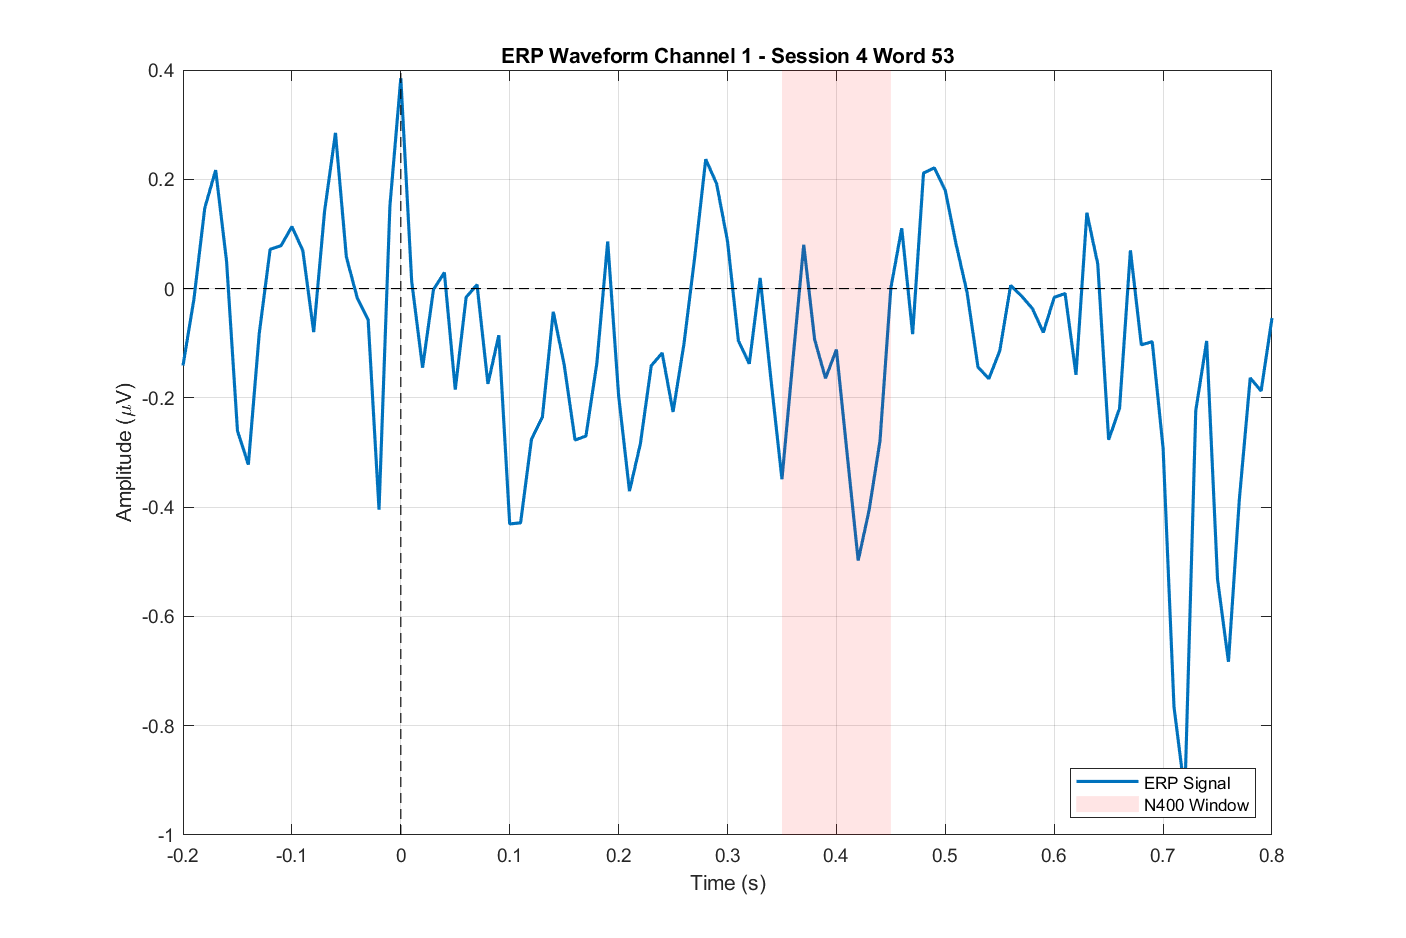 ERP Waveform Channel 1 - Session 4 Word 53
Amplitude (μV)
0.4
0.2
0
-0.2
-0.4
-0.6
-0.8
-1
ERP Signal
N400 Window
-0.2 -0.1 0 0.1 0.2 0.3 0.4 0.5 0.6 0.7 0.8
Time (s)